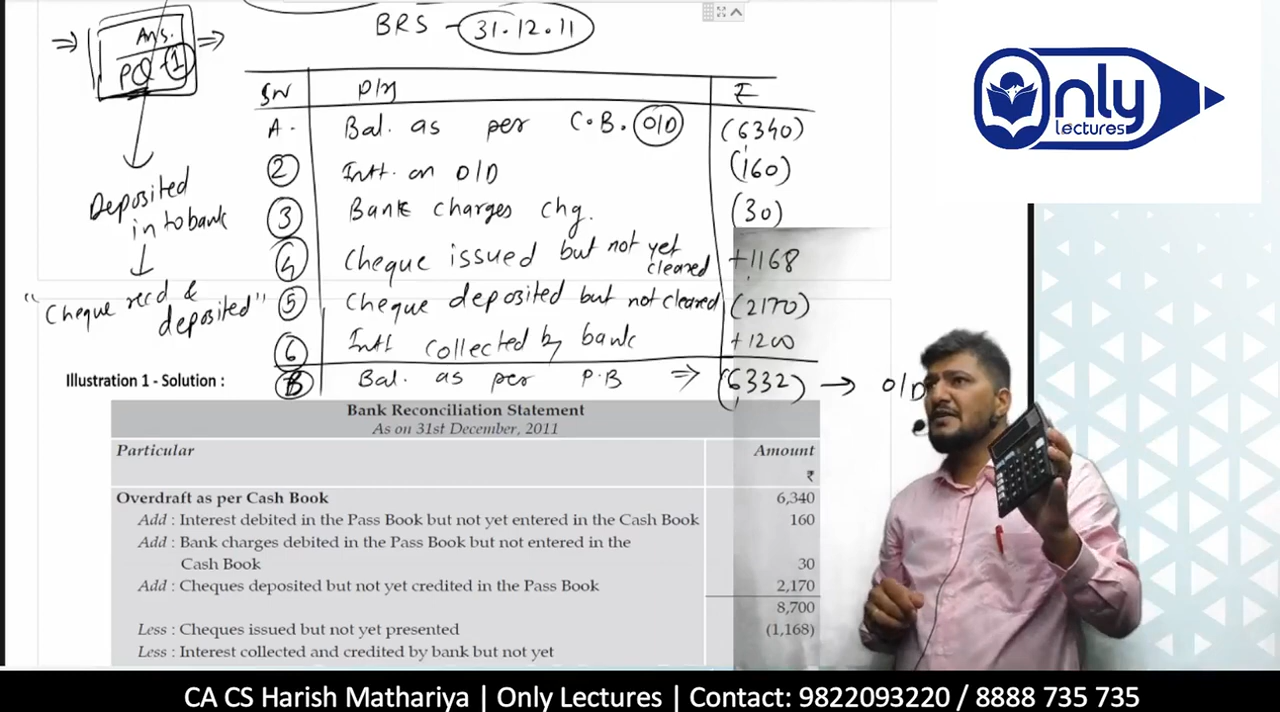 BRS - 31.12.11
Ans.
PQ-1
Only
lectures
Deposited
in to bank
"Cheque recd &
deposited"
A. Bal. as per C.B. O/D (6340)
2 Intt. on O/D (160)
3 Bank charges chg. (30)
4 Cheque issued but not yet cleared +1168
5 Cheque deposited but not cleared (2170)
6 Intt collected by bank +1200
B Bal. as per P.B ⇒ (6332) → O/D
Illustration 1 - Solution :
Bank Reconciliation Statement
As on 31st December, 2011
Particular Amount
₹
Overdraft as per Cash Book 6,340
Add : Interest debited in the Pass Book but not yet entered in the Cash Book 160
Add : Bank charges debited in the Pass Book but not entered in the
Cash Book 30
Add : Cheques deposited but not yet credited in the Pass Book 2,170
8,700
Less : Cheques issued but not yet presented (1,168)
Less : Interest collected and credited by bank but not yet
CA CS Harish Mathariya | Only Lectures | Contact: 9822093220 / 8888 735 735